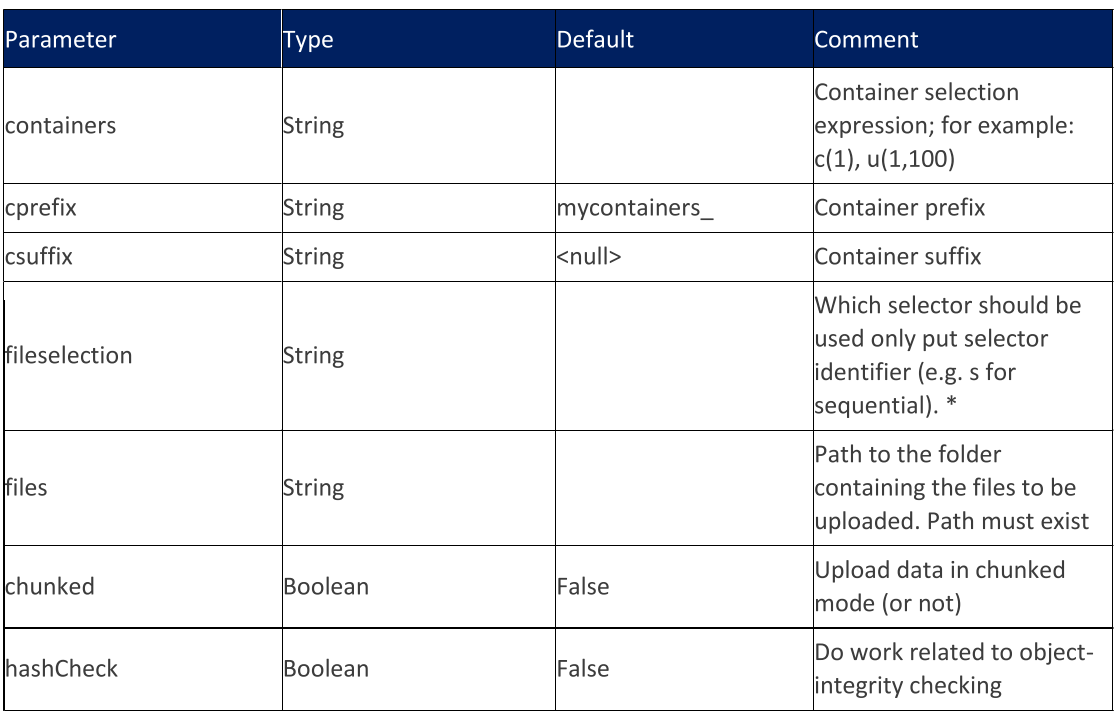 Parameter Type Default Comment
containers String Container selection
expression; for example:
c(1), u(1,100)
cprefix String mycontainers_ Container prefix
csuffix String <null> Container suffix
fileselection String Which selector should be
used only put selector
identifier (e.g. s for
sequential). *
files String Path to the folder
containing the files to be
uploaded. Path must exist
chunked Boolean False Upload data in chunked
mode (or not)
hashCheck Boolean False Do work related to object-
integrity checking